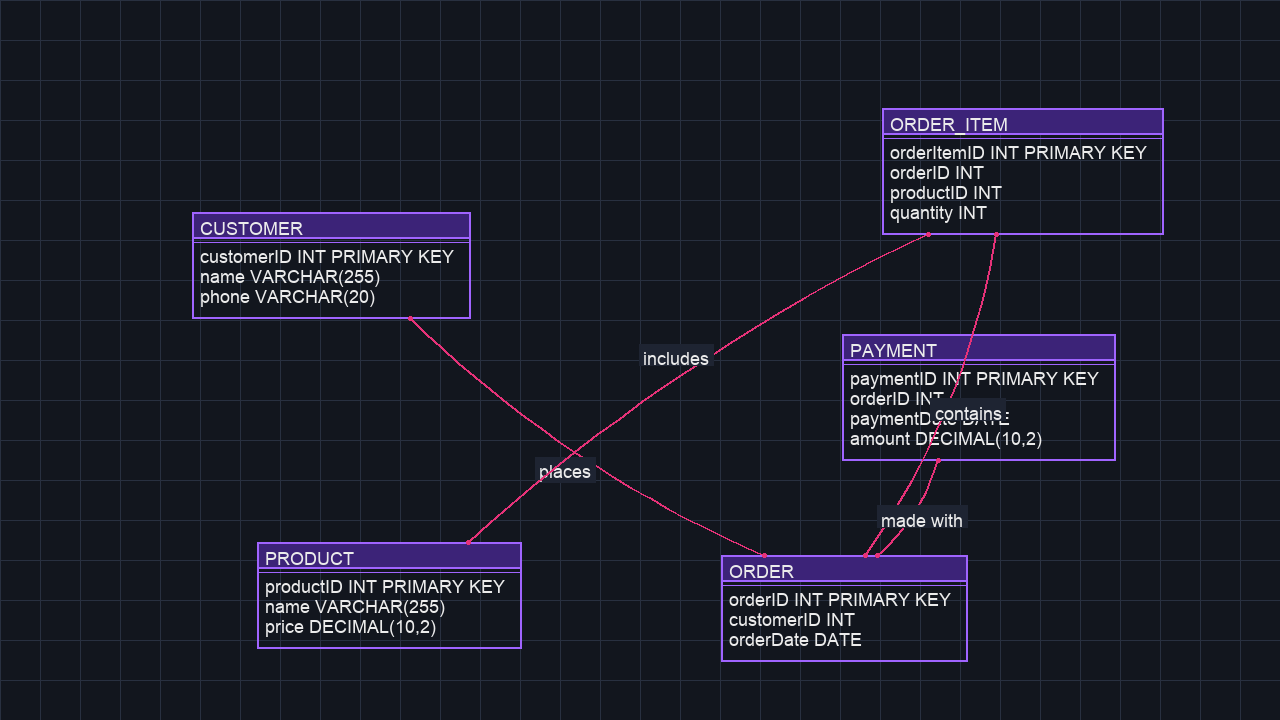 ORDER_ITEM
orderItemID INT PRIMARY KEY
orderID INT
productID INT
quantity INT
CUSTOMER
customerID INT PRIMARY KEY
name VARCHAR(255)
phone VARCHAR(20)
includes
PAYMENT
paymentID INT PRIMARY KEY
orderID INT
contains
amount DECIMAL(10,2)
places
made with
PRODUCT
productID INT PRIMARY KEY
name VARCHAR(255)
price DECIMAL(10,2)
ORDER
orderID INT PRIMARY KEY
customerID INT
orderDate DATE